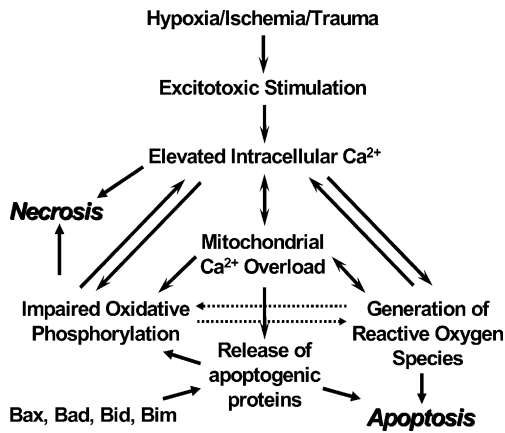 Hypoxia/Ischemia/Trauma
Excitotoxic Stimulation
Elevated Intracellular Ca²⁺
Necrosis
Mitochondrial
Ca²⁺ Overload
Impaired Oxidative
Phosphorylation
Generation of
Reactive Oxygen
Species
Release of
apoptogenic
proteins
Bax, Bad, Bid, Bim
Apoptosis